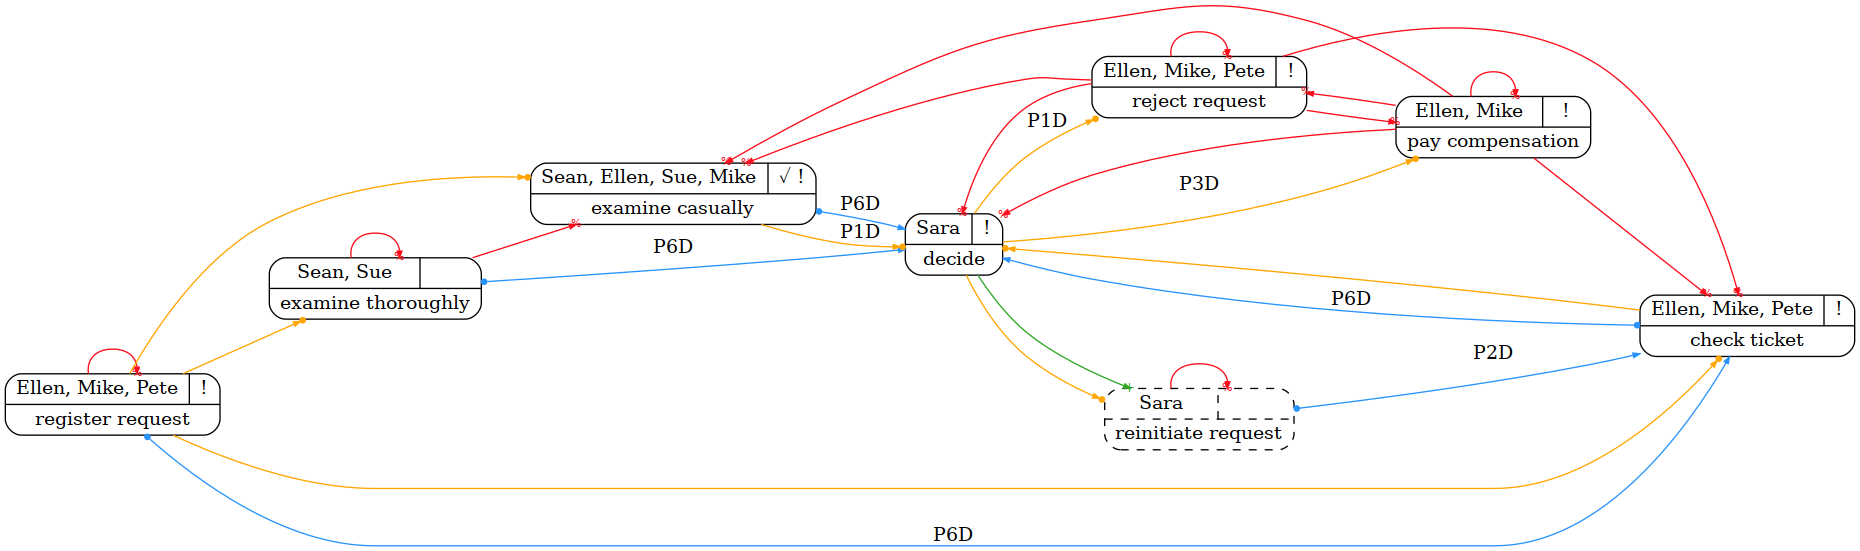 Ellen, Mike, Pete !
reject request
P1D
Ellen, Mike !
pay compensation
P3D
Sean, Ellen, Sue, Mike √ !
examine casually
P6D
P1D
Sara !
decide
P6D
Sean, Sue
examine thoroughly
P6D
Ellen, Mike, Pete !
check ticket
P2D
Ellen, Mike, Pete !
register request
Sara
reinitiate request
P6D